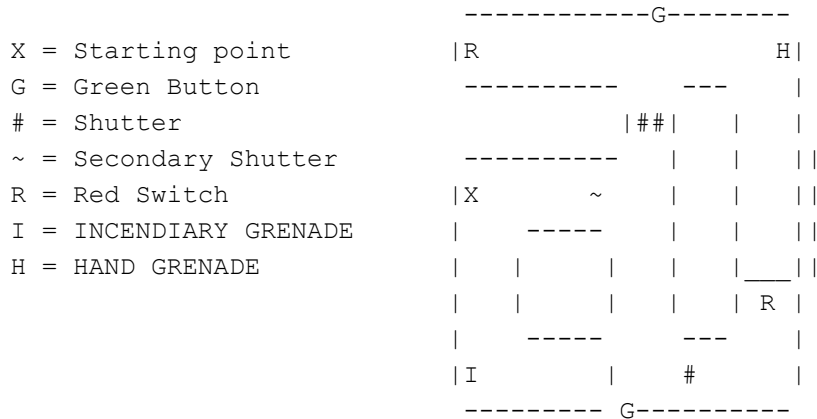 ------------G--------
X = Starting point |R H|
G = Green Button ---------- --- |
# = Shutter |##| | |
~ = Secondary Shutter ---------- | | ||
R = Red Switch |X ~ | | ||
I = INCENDIARY GRENADE | ----- | | ||
H = HAND GRENADE | | | | |___||
| | | | | R |
| ----- --- |
|I | # |
--------- G-----------